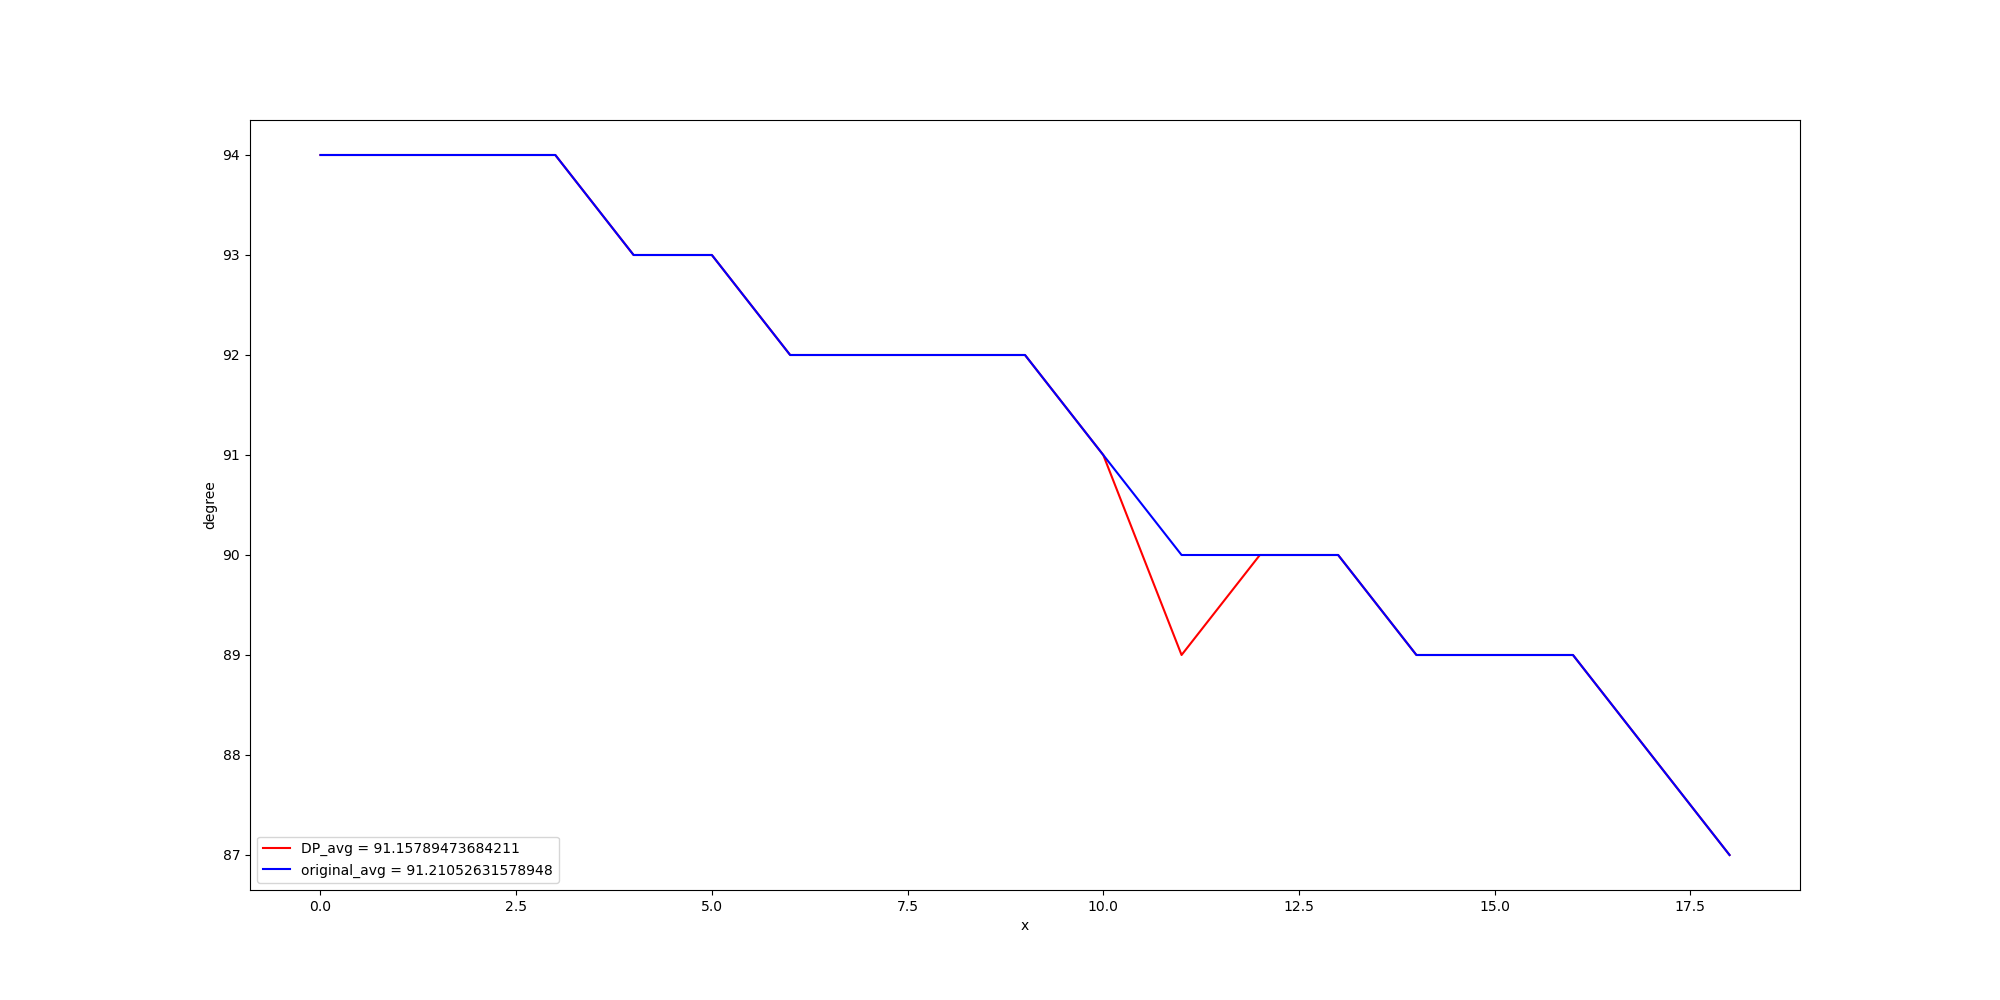 94
93
92
91
90
89
88
87
degree
DP_avg = 91.15789473684211
original_avg = 91.21052631578948
0.0 2.5 5.0 7.5 10.0 12.5 15.0 17.5
x